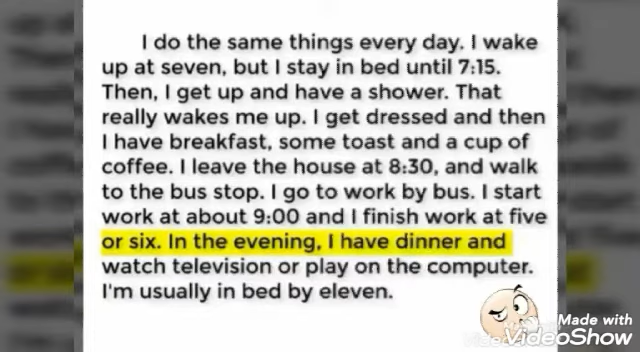 I do the same things every day. I wake
up at seven, but I stay in bed until 7:15.
Then, I get up and have a shower. That
really wakes me up. I get dressed and then
I have breakfast, some toast and a cup of
coffee. I leave the house at 8:30, and walk
to the bus stop. I go to work by bus. I start
work at about 9:00 and I finish work at five
or six. In the evening, I have dinner and
watch television or play on the computer.
I'm usually in bed by eleven.
Made with
VideoShow